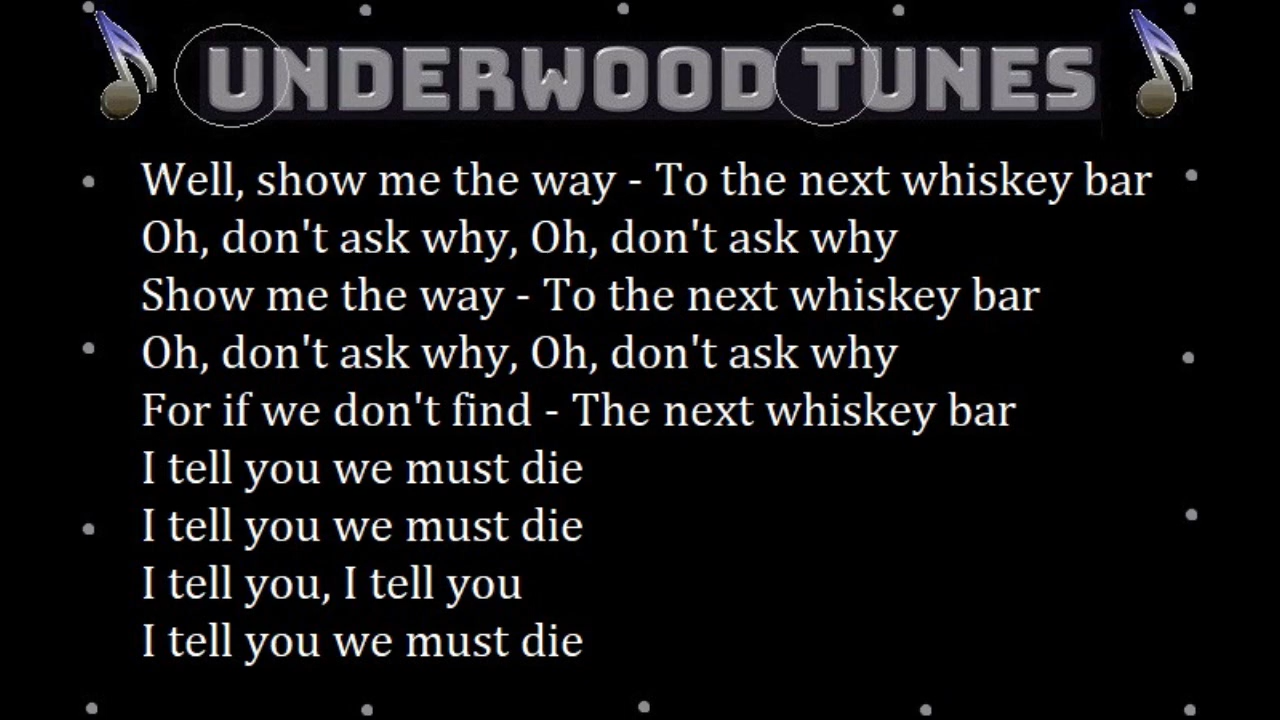 UNDERWOOD TUNES
Well, show me the way - To the next whiskey bar
Oh, don't ask why, Oh, don't ask why
Show me the way - To the next whiskey bar
Oh, don't ask why, Oh, don't ask why
For if we don't find - The next whiskey bar
I tell you we must die
I tell you we must die
I tell you, I tell you
I tell you we must die